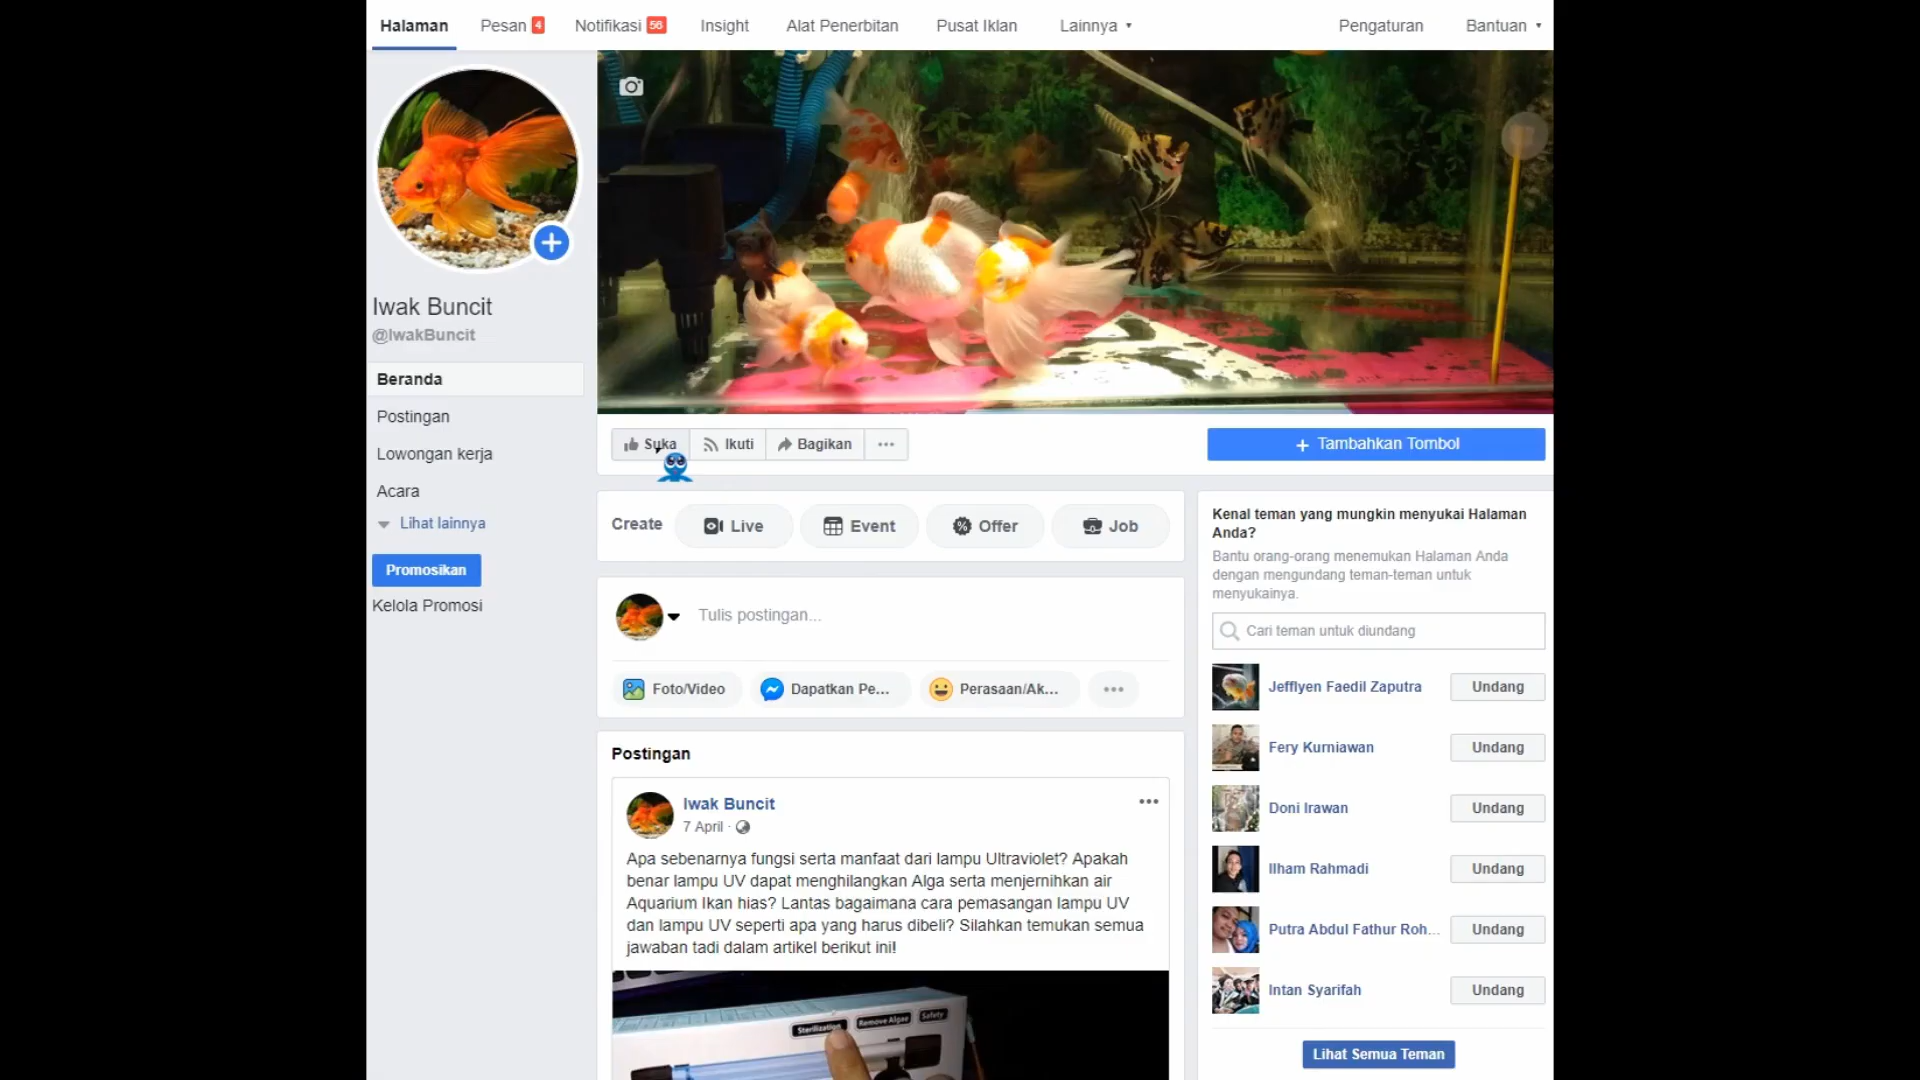 Halaman Pesan 4 Notifikasi 56 Insight Alat Penerbitan Pusat Iklan Lainnya Pengaturan Bantuan
Iwak Buncit
@IwakBuncit
Beranda
Postingan
Lowongan kerja
Acara
Lihat lainnya
Promosikan
Kelola Promosi
Suka Ikuti Bagikan ...
+ Tambahkan Tombol
Create Live Event Offer Job
Tulis postingan...
Foto/Video Dapatkan Pe... Perasaan/Ak... ...
Postingan
Iwak Buncit
7 April ·
Apa sebenarnya fungsi serta manfaat dari lampu Ultraviolet? Apakah
benar lampu UV dapat menghilangkan Alga serta menjernihkan air
Aquarium Ikan hias? Lantas bagaimana cara pemasangan lampu UV
dan lampu UV seperti apa yang harus dibeli? Silahkan temukan semua
jawaban tadi dalam artikel berikut ini!
Sterilization Remove Algae Safety
Kenal teman yang mungkin menyukai Halaman
Anda?
Bantu orang-orang menemukan Halaman Anda
dengan mengundang teman-teman untuk
menyukainya.
Cari teman untuk diundang
Jefflyen Faedil Zaputra Undang
Fery Kurniawan Undang
Doni Irawan Undang
Ilham Rahmadi Undang
Putra Abdul Fathur Roh... Undang
Intan Syarifah Undang
Lihat Semua Teman